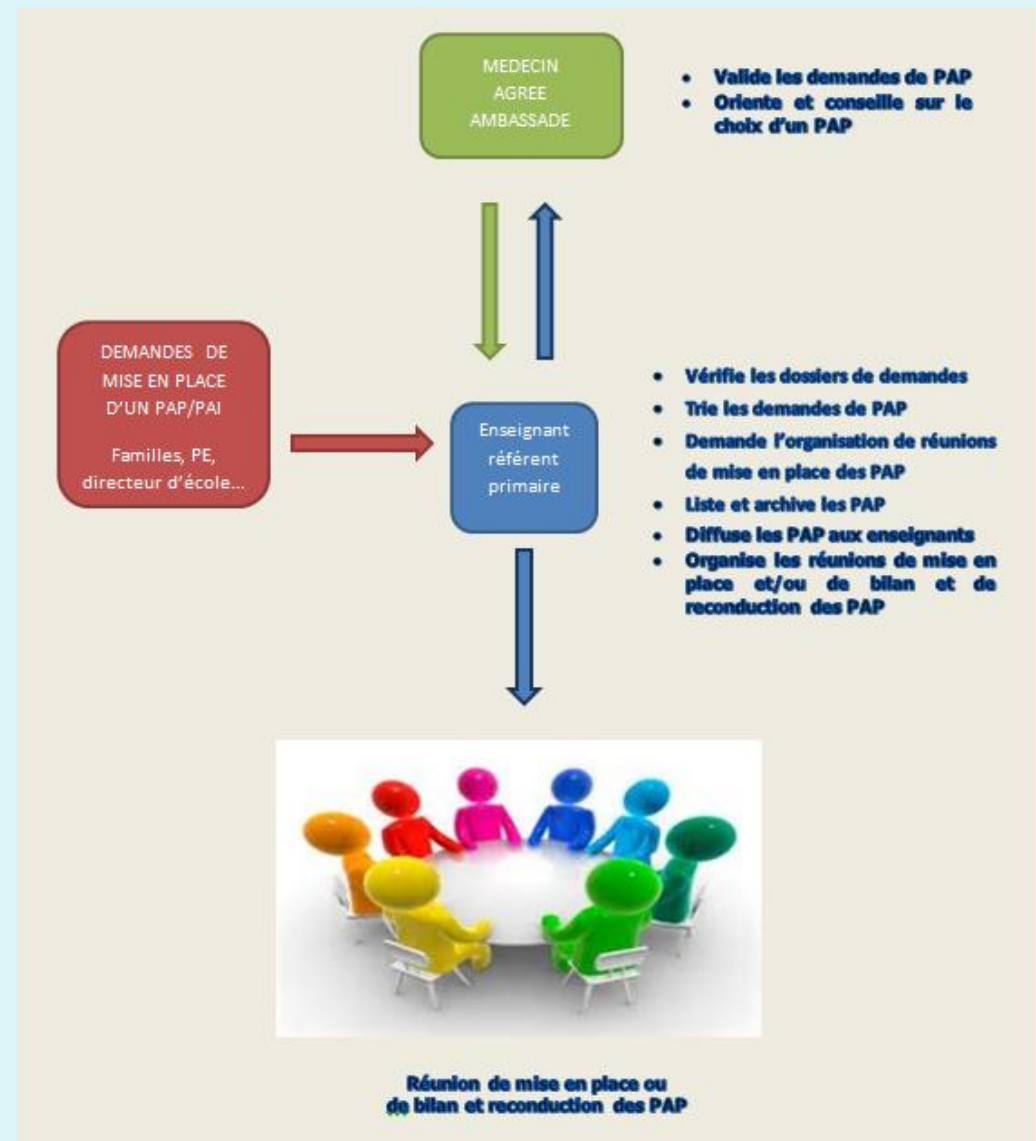 MEDECIN
AGREE
AMBASSADE
• Valide les demandes de PAP
• Oriente et conseille sur le
choix d'un PAP
DEMANDES DE
MISE EN PLACE
D'UN PAP/PAI
Familles, PE,
directeur d'école...
Enseignant
référent
primaire
• Vérifie les dossiers de demandes
• Trie les demandes de PAP
• Demande l'organisation de réunions
de mise en place des PAP
• Liste et archive les PAP
• Diffuse les PAP aux enseignants
• Organise les réunions de mise en
place et/ou de bilan et de
reconduction des PAP
Réunion de mise en place ou
de bilan et reconduction des PAP